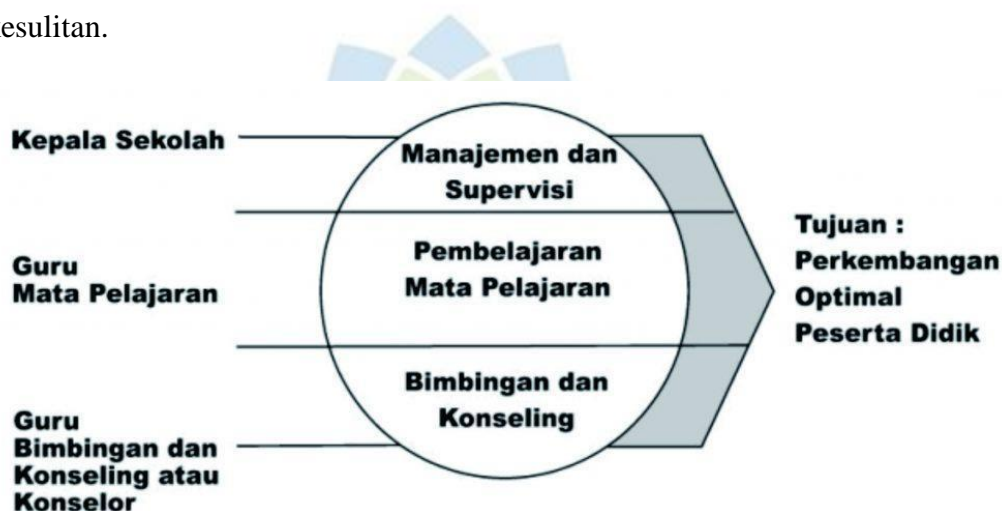 kesulitan.
Kepala Sekolah
Manajemen dan
Supervisi
Guru
Mata Pelajaran
Pembelajaran
Mata Pelajaran
Guru
Bimbingan dan
Konseling atau
Konselor
Bimbingan dan
Konseling
Tujuan :
Perkembangan
Optimal
Peserta Didik